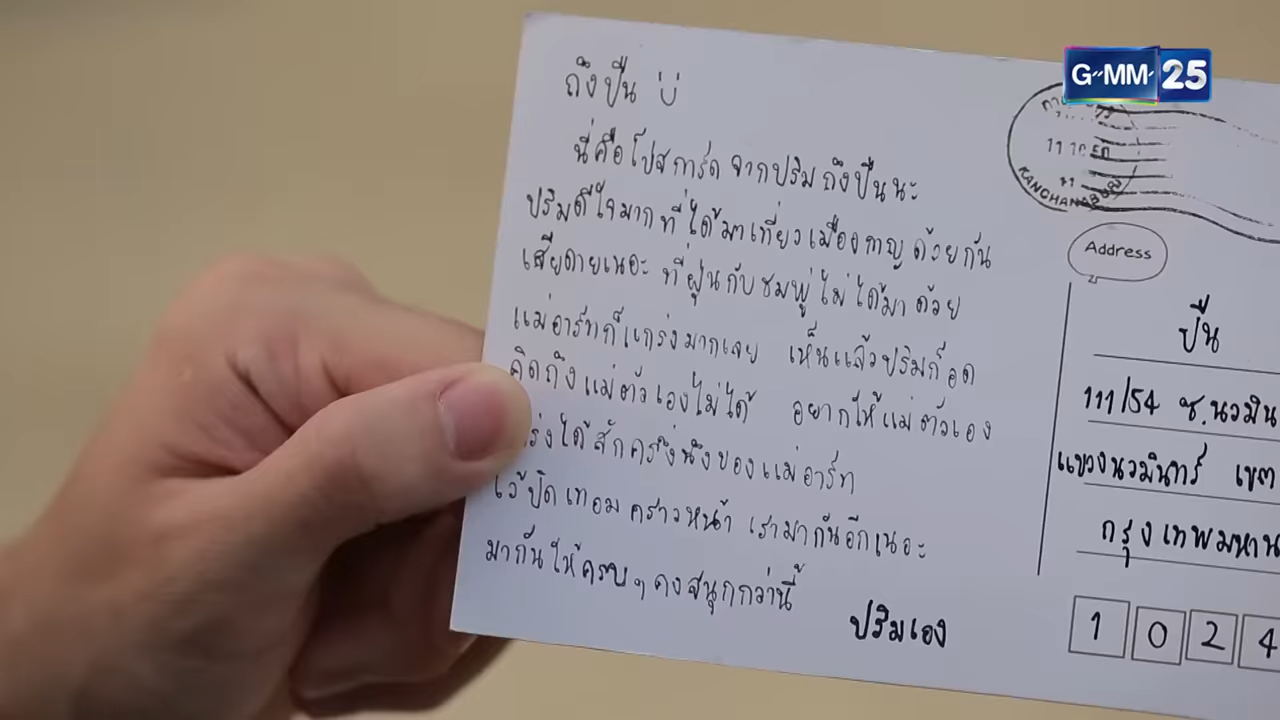 ถึงปืน
นี่คือโปสการ์ด จากปริม ถึงปืนนะ
ปริมดีใจมากที่ได้มาเที่ยวเมืองกาญด้วยกัน
เสียดายเนอะ ที่ฝุ่นกับชมพู่ไม่ได้มาด้วย
แม่อาร์ทก็แกร่งมากเลย เห็นแล้วปริมก็อด
คิดถึงแม่ตัวเองไม่ได้ อยากให้แม่ตัวเอง
ได้สักครึ่งนึงของแม่อาร์ท
ไว้ปิดเทอมคราวหน้า เรามากันอีกเนอะ
มากันให้ครบๆ คงสนุกกว่านี้
ปริมเอง
G"MM' 25
KANCHANABURI
Address
ปืน
111/54 ซ.นวมิน
แขวงนวมินทร์ เขต
กรุงเทพมหาน
1 0 2 4